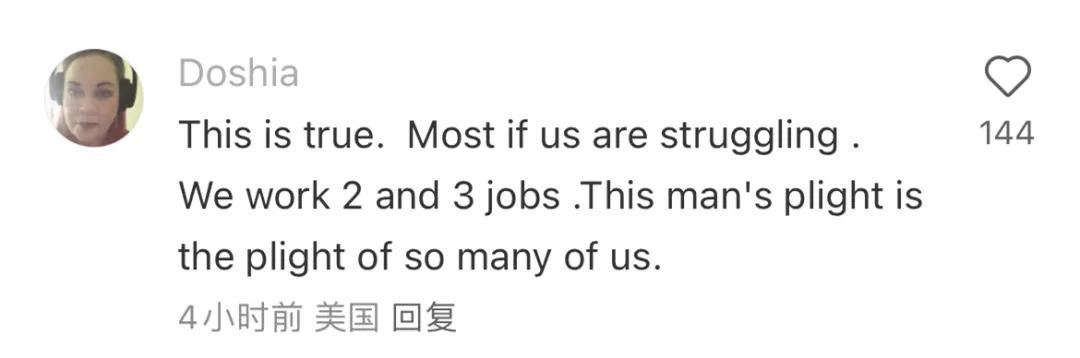 Doshia
This is true.  Most if us are struggling .
144
We work 2 and 3 jobs .This man's plight is
the plight of so many of us.
4小时前 美国 回复